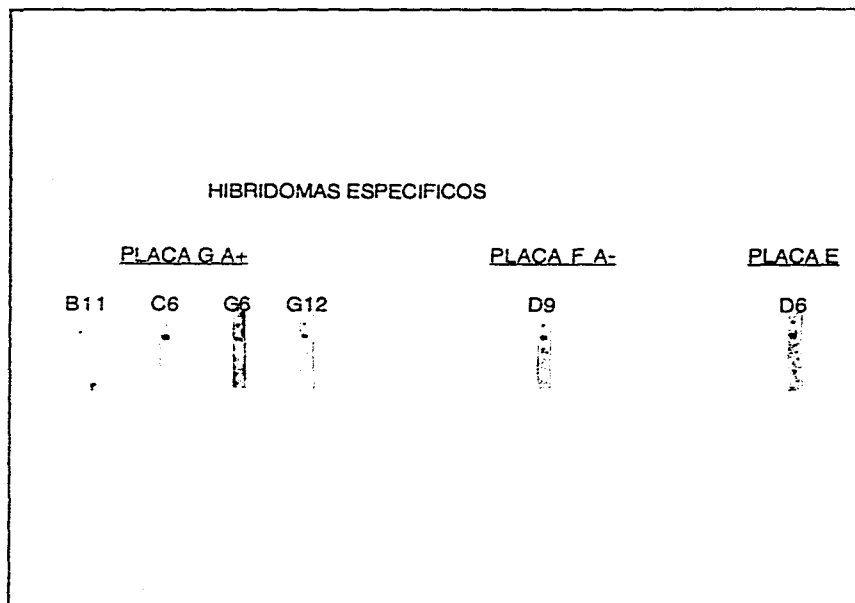 HIBRIDOMAS ESPECIFICOS
PLACA G A+ PLACA F A- PLACA E
B11 C6 G6 G12 D9 D6